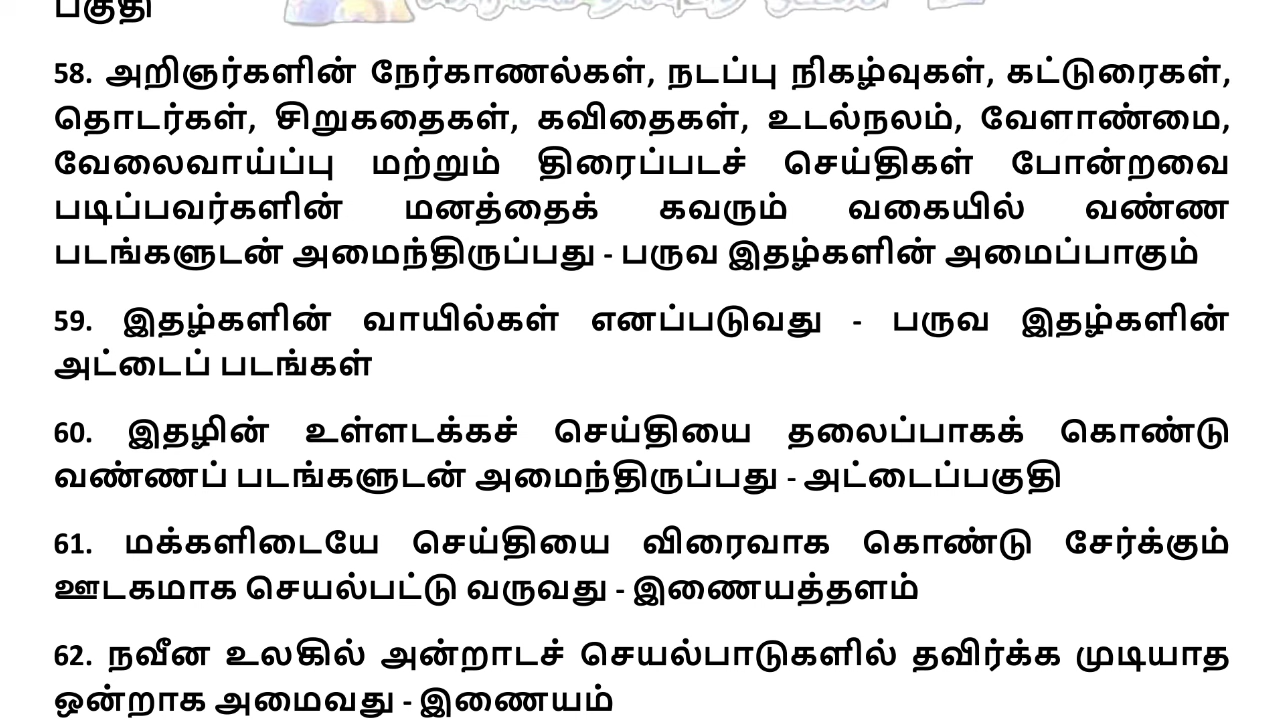 பகுதி
58. அறிஞர்களின் நேர்காணல்கள், நடப்பு நிகழ்வுகள், கட்டுரைகள்,
தொடர்கள், சிறுகதைகள், கவிதைகள், உடல்நலம், வேளாண்மை,
வேலைவாய்ப்பு மற்றும் திரைப்படச் செய்திகள் போன்றவை
படிப்பவர்களின் மனத்தைக் கவரும் வகையில் வண்ண
படங்களுடன் அமைந்திருப்பது - பருவ இதழ்களின் அமைப்பாகும்
59. இதழ்களின் வாயில்கள் எனப்படுவது - பருவ இதழ்களின்
அட்டைப் படங்கள்
60. இதழின் உள்ளடக்கச் செய்தியை தலைப்பாகக் கொண்டு
வண்ணப் படங்களுடன் அமைந்திருப்பது - அட்டைப்பகுதி
61. மக்களிடையே செய்தியை விரைவாக கொண்டு சேர்க்கும்
ஊடகமாக செயல்பட்டு வருவது - இணையத்தளம்
62. நவீன உலகில் அன்றாடச் செயல்பாடுகளில் தவிர்க்க முடியாத
ஒன்றாக அமைவது - இணையம்